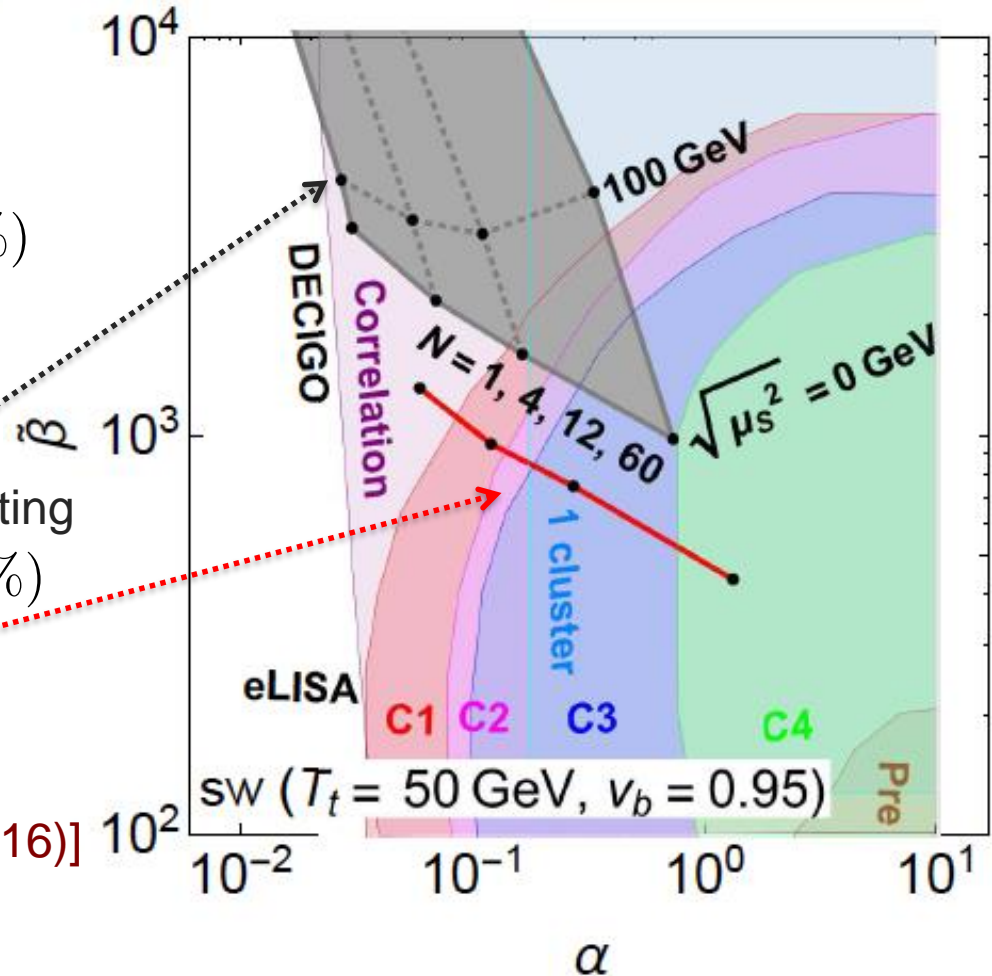 10⁴
%)
100 GeV
DECIGO
Correlation
N = 1, 4, 12, 60
√μs² = 0 GeV
β̃
10³
ting
%)
1 cluster
eLISA
C1 C2 C3 C4
Pre
sw (Tₜ = 50 GeV, v_b = 0.95)
16)]
10²
10⁻² 10⁻¹ 10⁰ 10¹
α